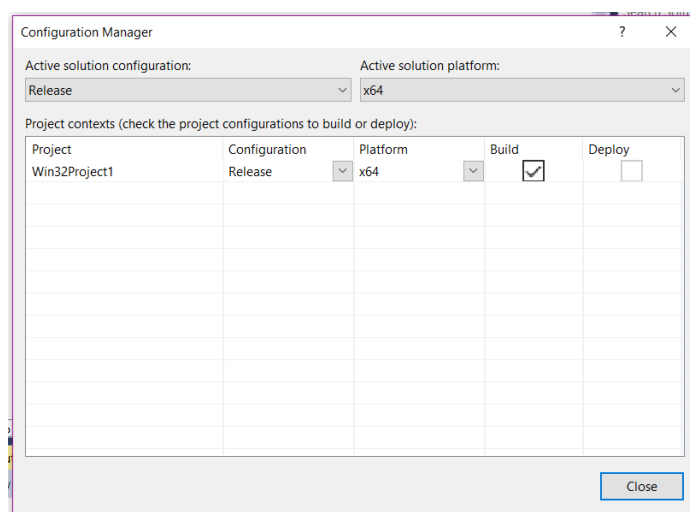 Configuration Manager ?
Active solution configuration: Active solution platform:
Release x64
Project contexts (check the project configurations to build or deploy):
Project Configuration Platform Build Deploy
Win32Project1 Release x64
Close